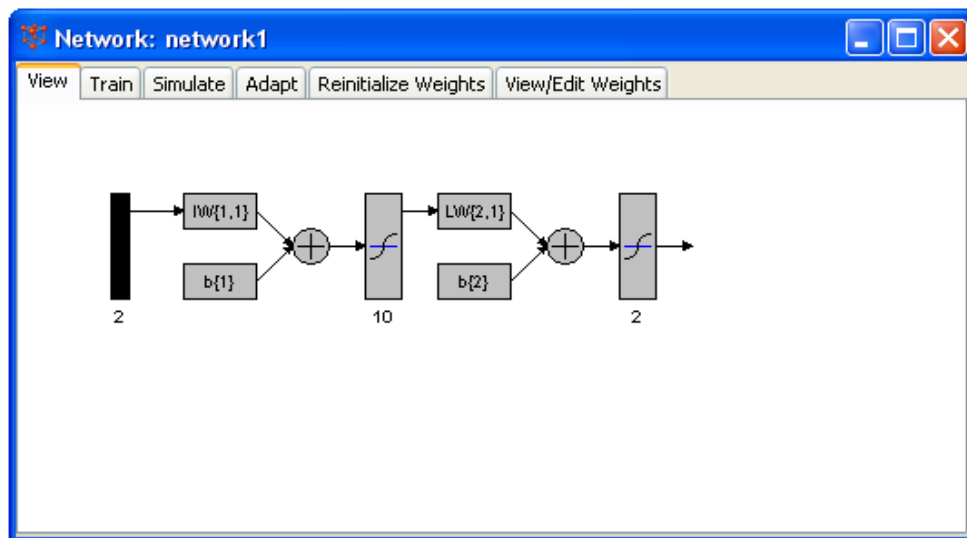 Network: network1
View Train Simulate Adapt Reinitialize Weights View/Edit Weights
IW{1,1} LW{2,1}
b{1} b{2}
2 10 2